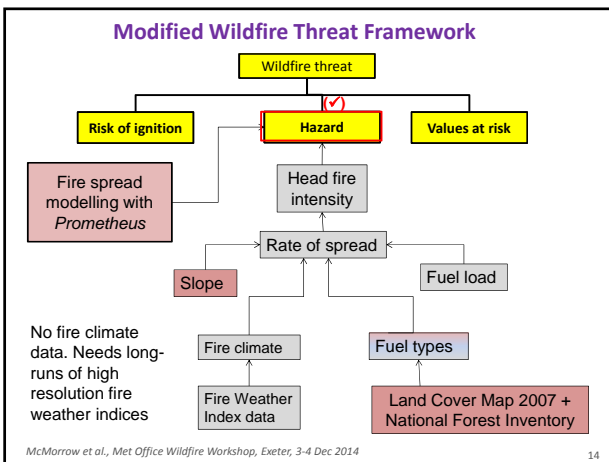 Modified Wildfire Threat Framework
Wildfire threat
(✓)
Risk of ignition
Hazard
Values at risk
Fire spread
modelling with
Prometheus
Head fire
intensity
Rate of spread
Slope
Fuel load
No fire climate
data. Needs long-
runs of high
resolution fire
weather indices
Fire climate
Fuel types
Fire Weather
Index data
Land Cover Map 2007 +
National Forest Inventory
McMorrow et al., Met Office Wildfire Workshop, Exeter, 3-4 Dec 2014
14